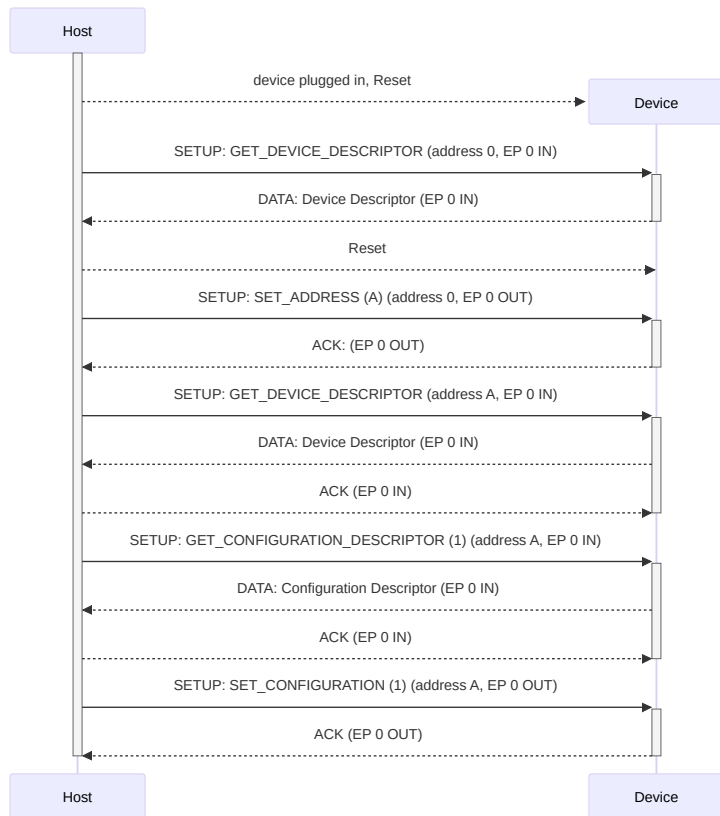 Host
device plugged in, Reset
Device
SETUP: GET_DEVICE_DESCRIPTOR (address 0, EP 0 IN)
DATA: Device Descriptor (EP 0 IN)
Reset
SETUP: SET_ADDRESS (A) (address 0, EP 0 OUT)
ACK: (EP 0 OUT)
SETUP: GET_DEVICE_DESCRIPTOR (address A, EP 0 IN)
DATA: Device Descriptor (EP 0 IN)
ACK (EP 0 IN)
SETUP: GET_CONFIGURATION_DESCRIPTOR (1) (address A, EP 0 IN)
DATA: Configuration Descriptor (EP 0 IN)
ACK (EP 0 IN)
SETUP: SET_CONFIGURATION (1) (address A, EP 0 OUT)
ACK (EP 0 OUT)
Host
Device